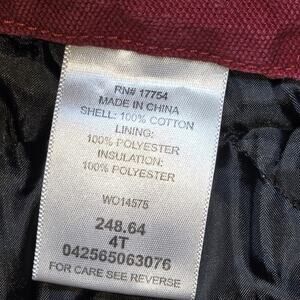 RN# 17754
MADE IN CHINA
SHELL: 100% COTTON
LINING:
100% POLYESTER
INSULATION:
100% POLYESTER
WO14575
248.64
4T
042565063076
FOR CARE SEE REVERSE